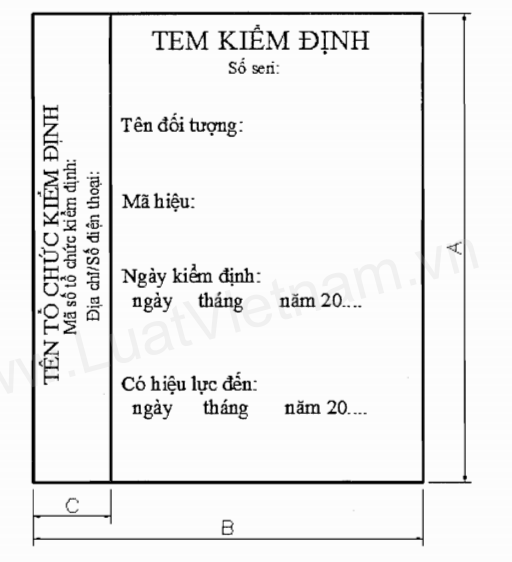 TEM KIỂM ĐỊNH
Số seri:
Tên đối tượng:
Mã hiệu:
Ngày kiểm định:
ngày tháng năm 20....
Có hiệu lực đến:
ngày tháng năm 20....
TÊN TỔ CHỨC KIỂM ĐỊNH
Mã số tổ chức kiểm định:
Địa chỉ/Số điện thoại:
A
C
B
www.LuatVietnam.vn